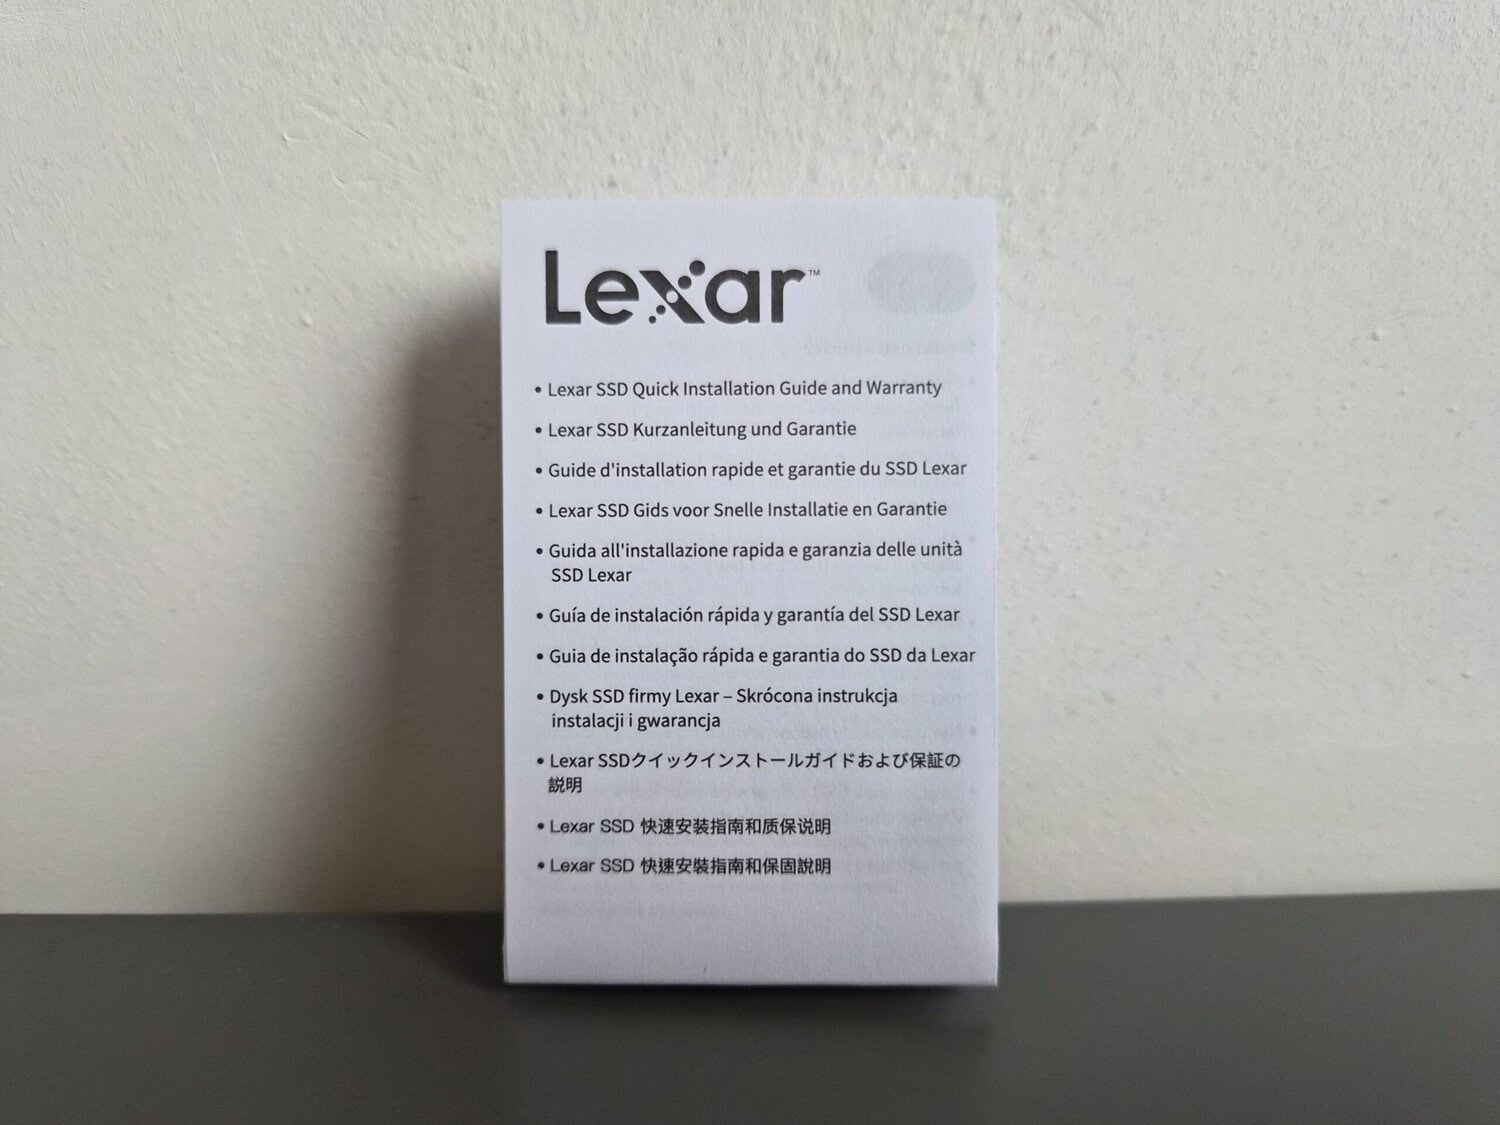 Lexar™
• Lexar SSD Quick Installation Guide and Warranty
• Lexar SSD Kurzanleitung und Garantie
• Guide d'installation rapide et garantie du SSD Lexar
• Lexar SSD Gids voor Snelle Installatie en Garantie
• Guida all'installazione rapida e garanzia delle unità
SSD Lexar
• Guía de instalación rápida y garantía del SSD Lexar
• Guia de instalação rápida e garantia do SSD da Lexar
• Dysk SSD firmy Lexar – Skrócona instrukcja
instalacji i gwarancja
• Lexar SSDクイックインストールガイドおよび保証の
説明
• Lexar SSD 快速安装指南和质保说明
• Lexar SSD 快速安裝指南和保固說明